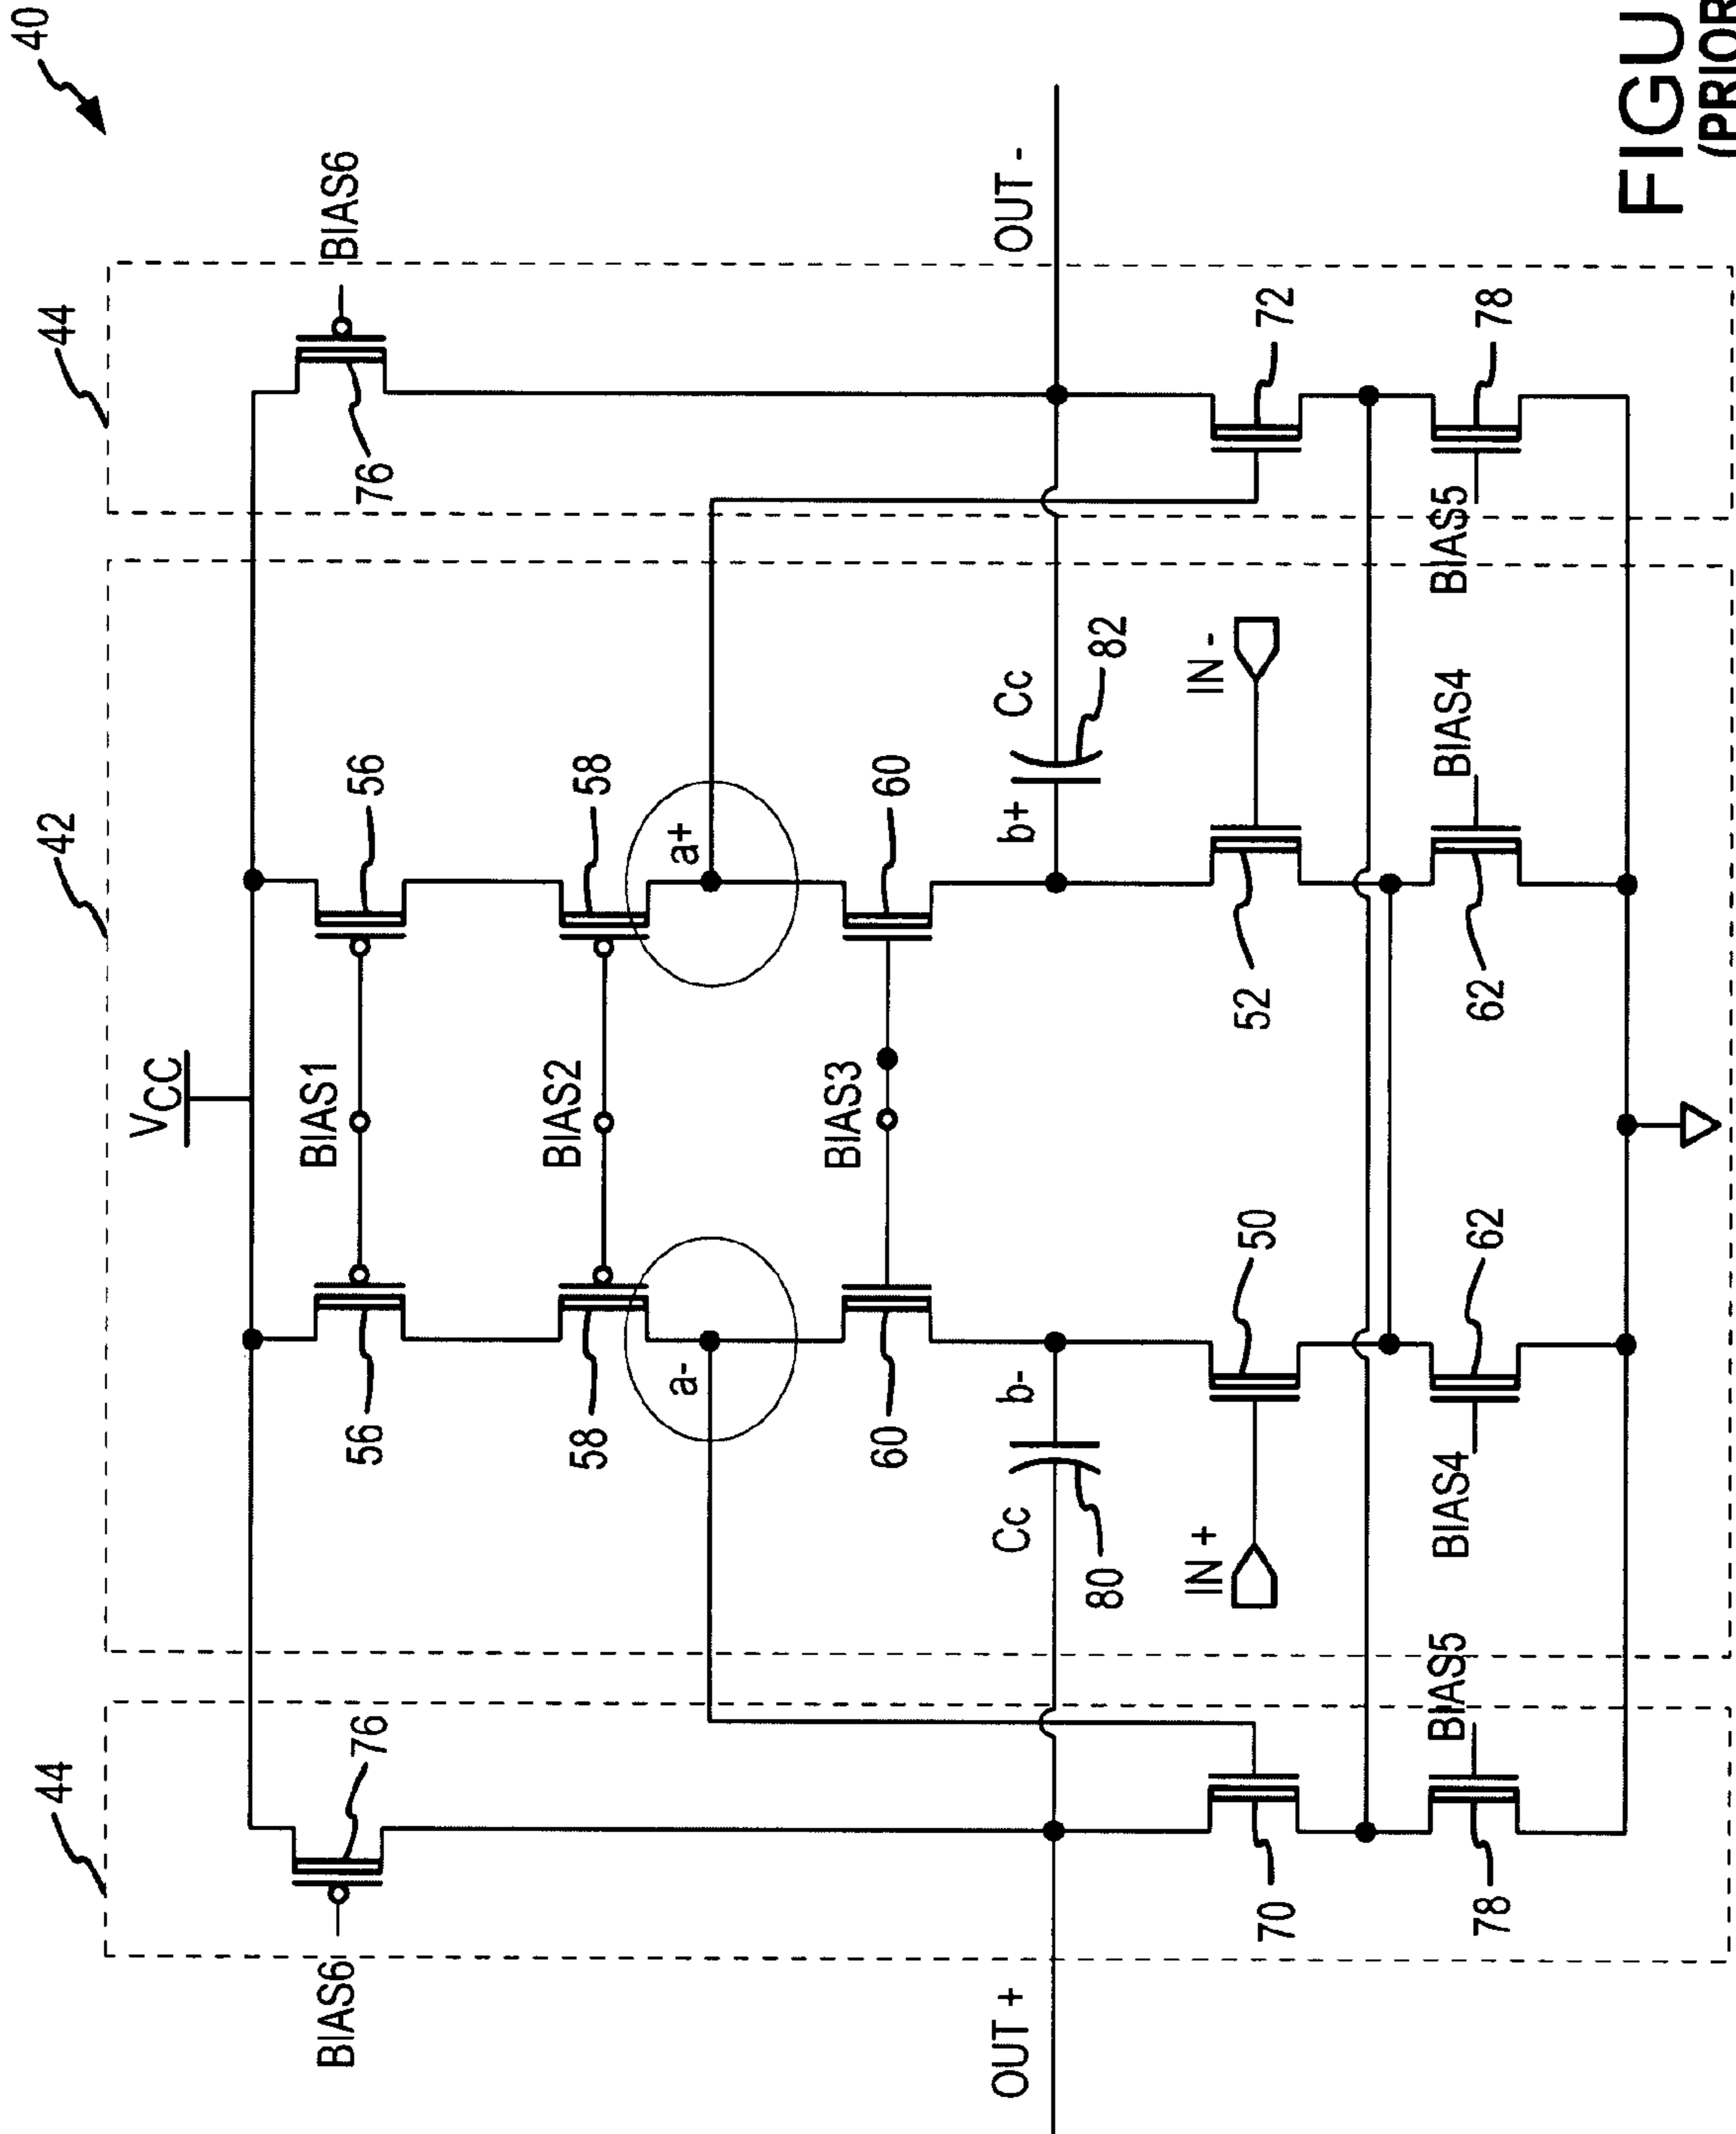 40
42
44
44
VCC
BIAS6
76
56
BIAS1
56
76
BIAS6
58
BIAS2
58
a-
a+
60
BIAS3
60
OUT +
Cc
b-
b+
Cc
OUT -
80
82
IN +
50
52
IN -
70
72
BIAS5
BIAS4
62
62
BIAS4
BIAS5
78
78
FIGU
(PRIOR